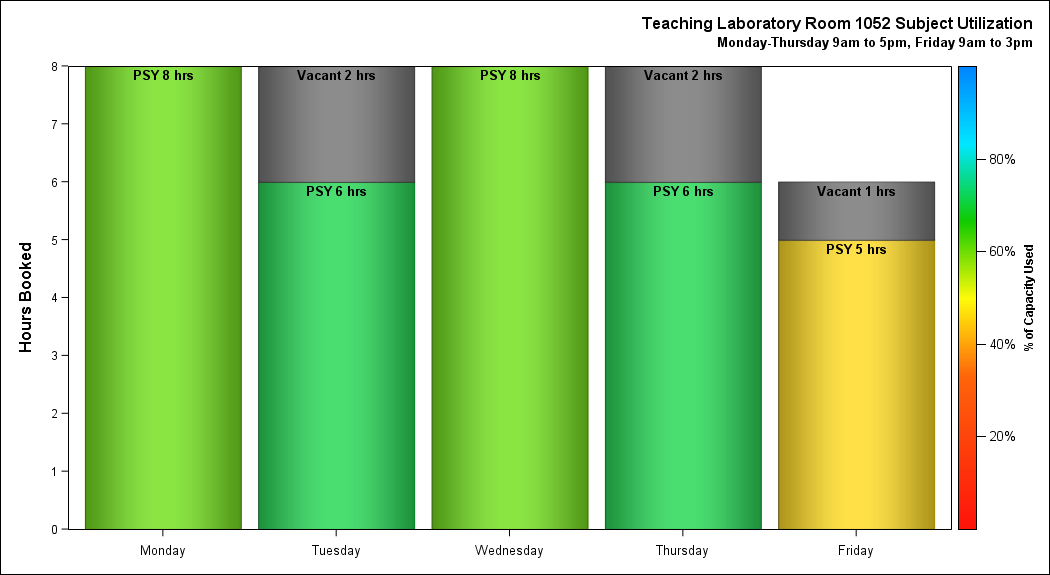 Teaching Laboratory Room 1052 Subject Utilization
Monday-Thursday 9am to 5pm, Friday 9am to 3pm
Hours Booked
8
7
6
5
4
3
2
1
0
PSY 8 hrs
Vacant 2 hrs
PSY 6 hrs
PSY 8 hrs
Vacant 2 hrs
PSY 6 hrs
Vacant 1 hrs
PSY 5 hrs
Monday
Tuesday
Wednesday
Thursday
Friday
80%
60%
40%
20%
% of Capacity Used